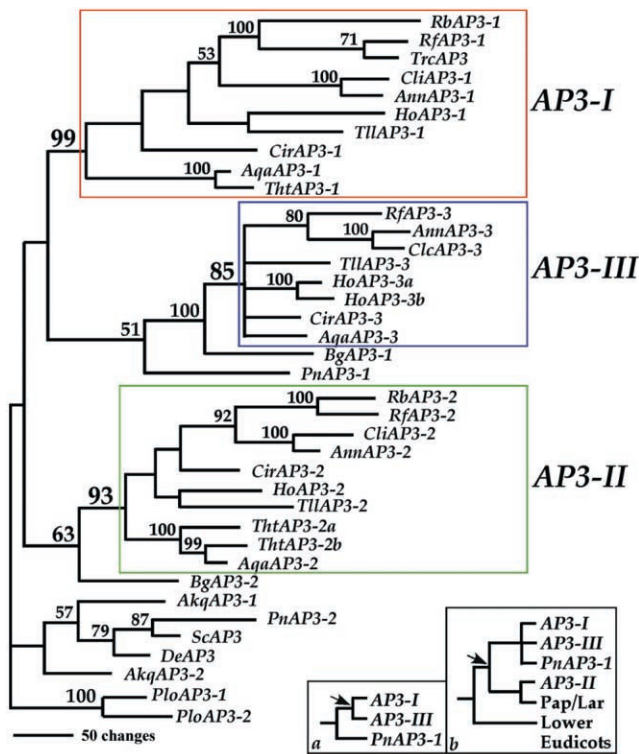 100
RbAP3-1
53
71
RfAP3-1
TrcAP3
100
CliAP3-1
AnnAP3-1
HoAP3-1
TllAP3-1
CirAP3-1
99
100
AqaAP3-1
ThtAP3-1
AP3-I
80
RfAP3-3
100
AnnAP3-3
ClcAP3-3
85
TllAP3-3
100
HoAP3-3a
HoAP3-3b
CirAP3-3
AqaAP3-3
AP3-III
100
51
BgAP3-1
PnAP3-1
100
RbAP3-2
RfAP3-2
92
100
CliAP3-2
AnnAP3-2
CirAP3-2
HoAP3-2
TllAP3-2
93
100
ThtAP3-2a
99
ThtAP3-2b
AqaAP3-2
AP3-II
63
BgAP3-2
57
AkqAP3-1
87
PnAP3-2
79
ScAP3
DeAP3
AkqAP3-2
100
PloAP3-1
PloAP3-2
50 changes
AP3-I
AP3-III
PnAP3-1
a
AP3-I
AP3-III
PnAP3-1
AP3-II
Pap/Lar
Lower
Eudicots
b